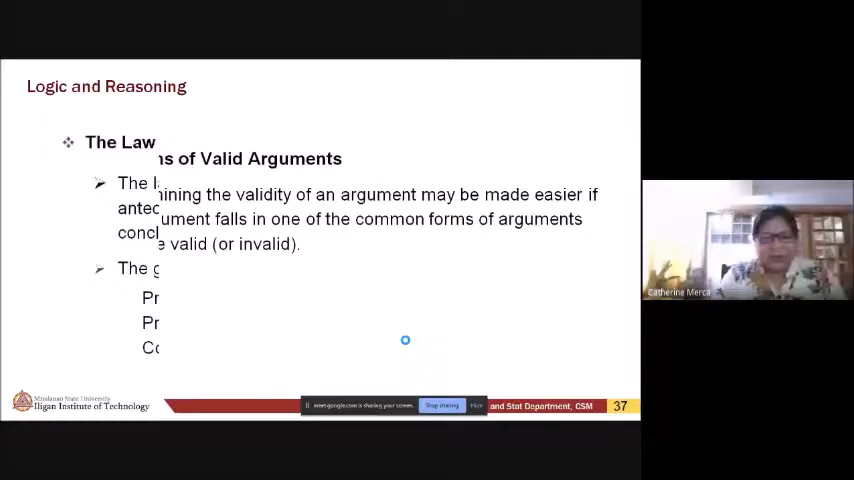 Logic and Reasoning
The Law
ns of Valid Arguments
The l
ining the validity of an argument may be made easier if
antec
ument falls in one of the common forms of arguments
concl
e valid (or invalid).
The g
Pr
Pr
Co
Mindanao State University
Iligan Institute of Technology
meet.google.com is sharing your screen.
Stop sharing
Hide
and Stat Department, CSM
37
Catherine Merca